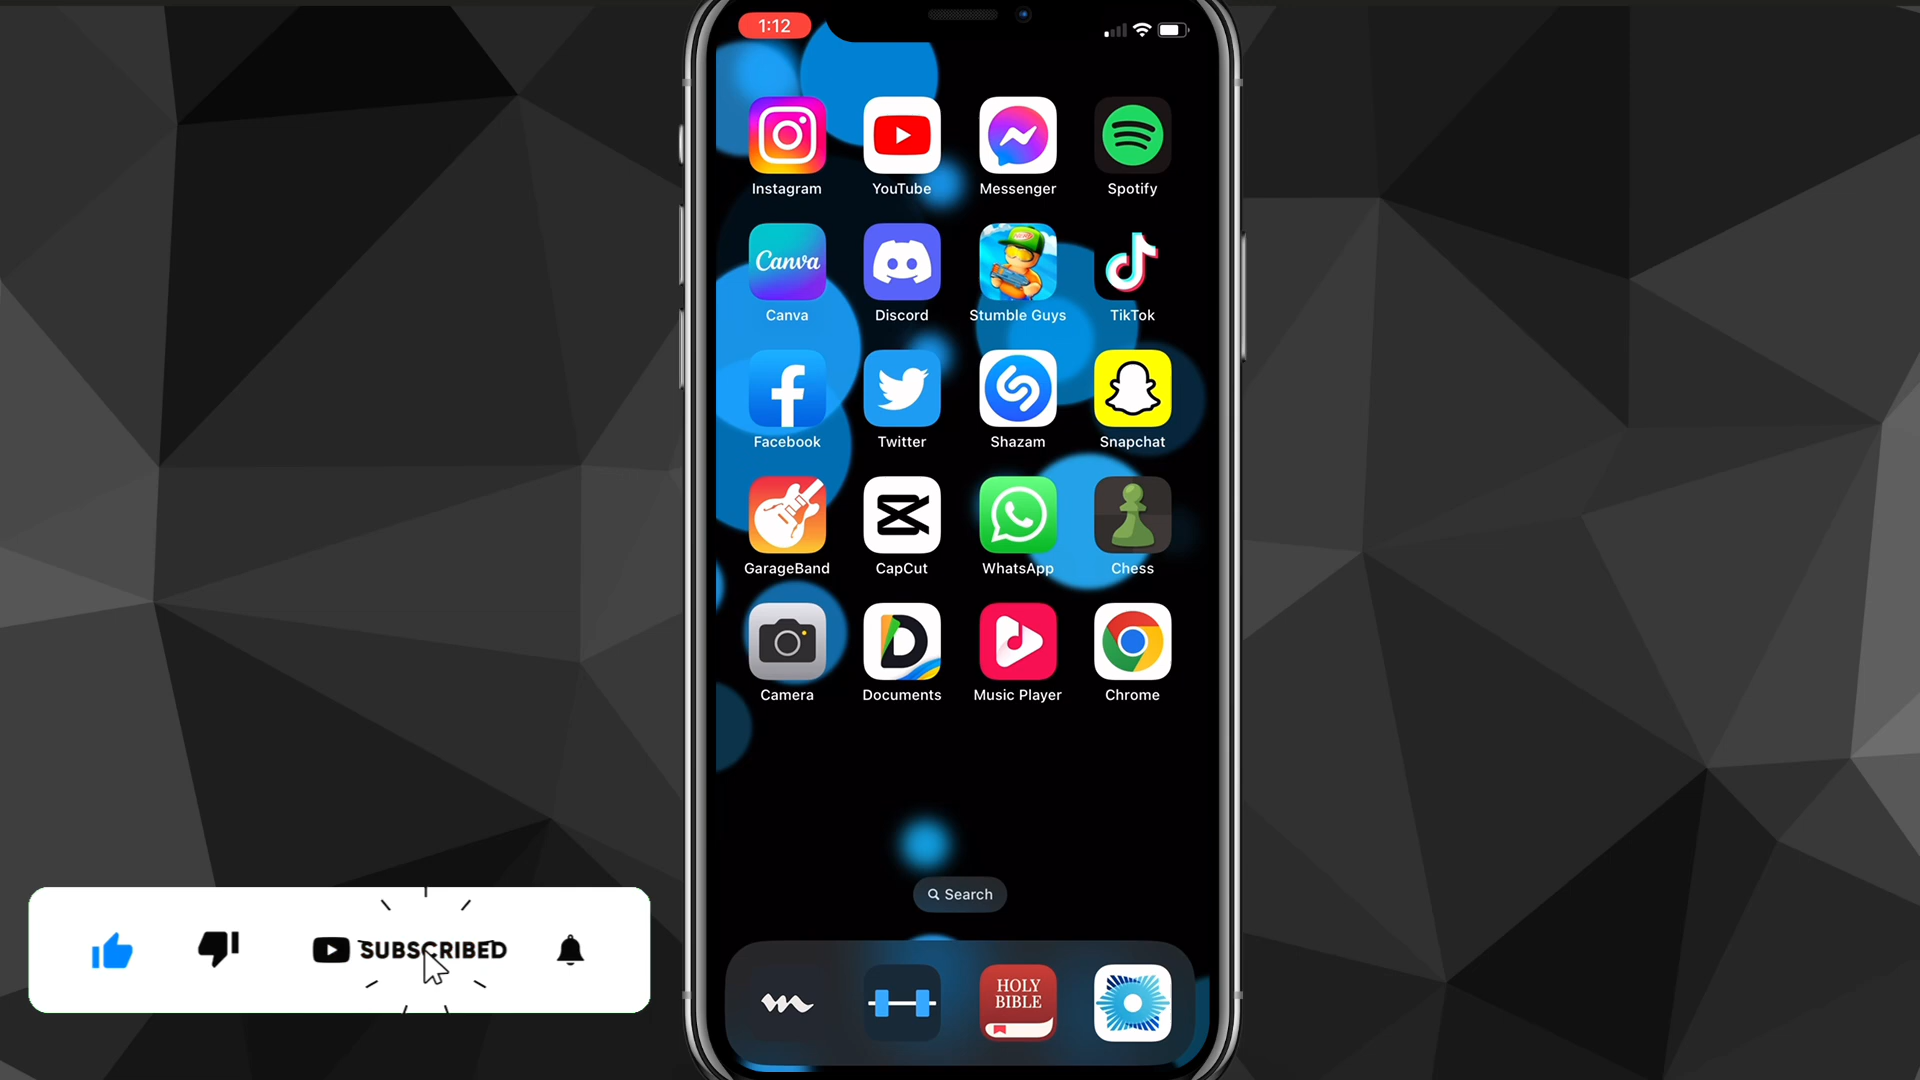 1:12
Instagram YouTube Messenger Spotify
Canva
Canva Discord Stumble Guys TikTok
Facebook Twitter Shazam Snapchat
GarageBand CapCut WhatsApp Chess
Camera Documents Music Player Chrome
Search
SUBSCRIBED
HOLY
BIBLE